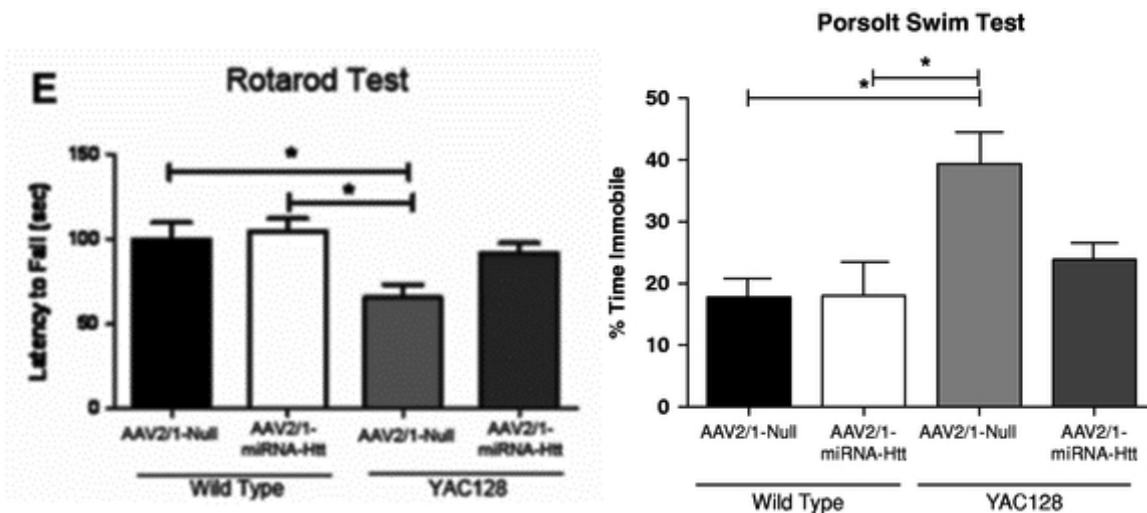 E
Rotarod Test
*
*
150
100
50
0
Latency to Fall (sec)
AAV2/1-Null
AAV2/1-
miRNA-Htt
AAV2/1-Null
AAV2/1-
miRNA-Htt
Wild Type
YAC128
Porsolt Swim Test
*
*
50
40
30
20
10
0
% Time Immobile
AAV2/1-Null
AAV2/1-
miRNA-Htt
AAV2/1-Null
AAV2/1-
miRNA-Htt
Wild Type
YAC128